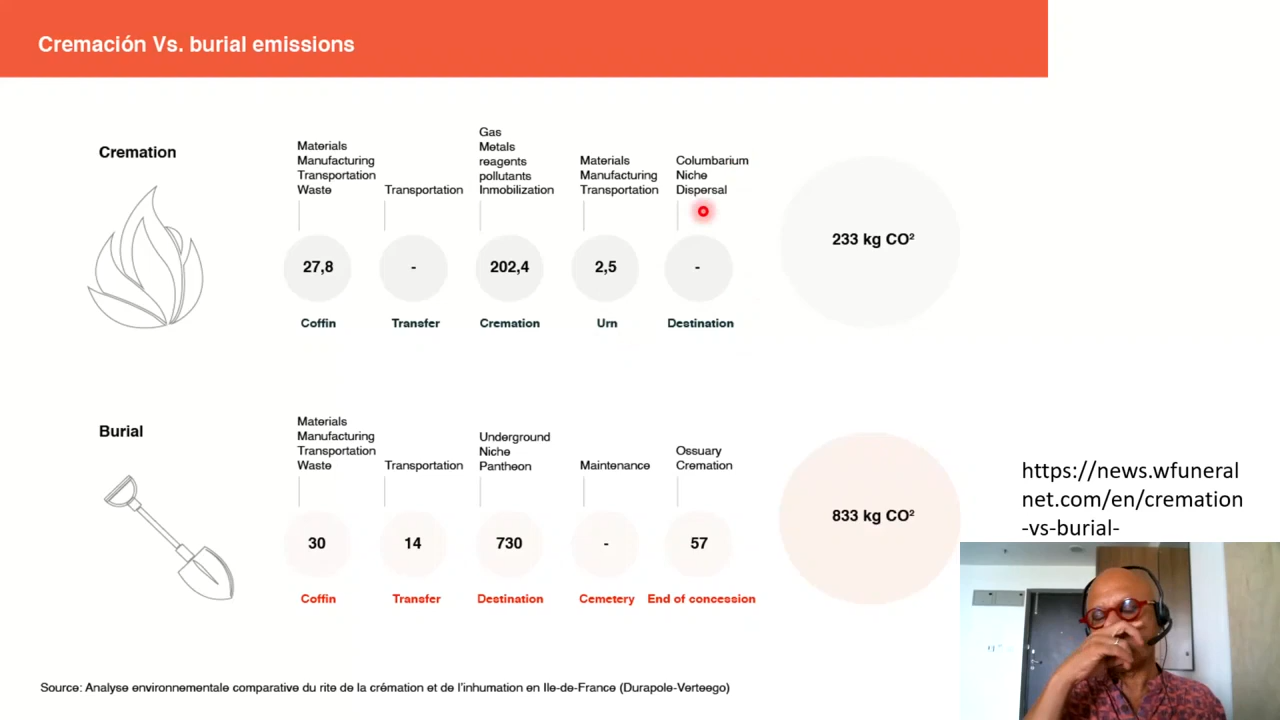 Cremación Vs. burial emissions
Cremation
Materials
Manufacturing
Transportation
Waste
Transportation
Gas
Metals
reagents
pollutants
Inmobilization
Materials
Manufacturing
Transportation
Columbarium
Niche
Dispersal
27,8
-
202,4
2,5
-
233 kg CO²
Coffin
Transfer
Cremation
Urn
Destination
Burial
Materials
Manufacturing
Transportation
Waste
Transportation
Underground
Niche
Pantheon
Maintenance
Ossuary
Cremation
30
14
730
-
57
833 kg CO²
Coffin
Transfer
Destination
Cemetery
End of concession
https://news.wfuneral
net.com/en/cremation
-vs-burial-
Source: Analyse environnementale comparative du rite de la crémation et de l'inhumation en Ile-de-France (Durapole-Verteego)